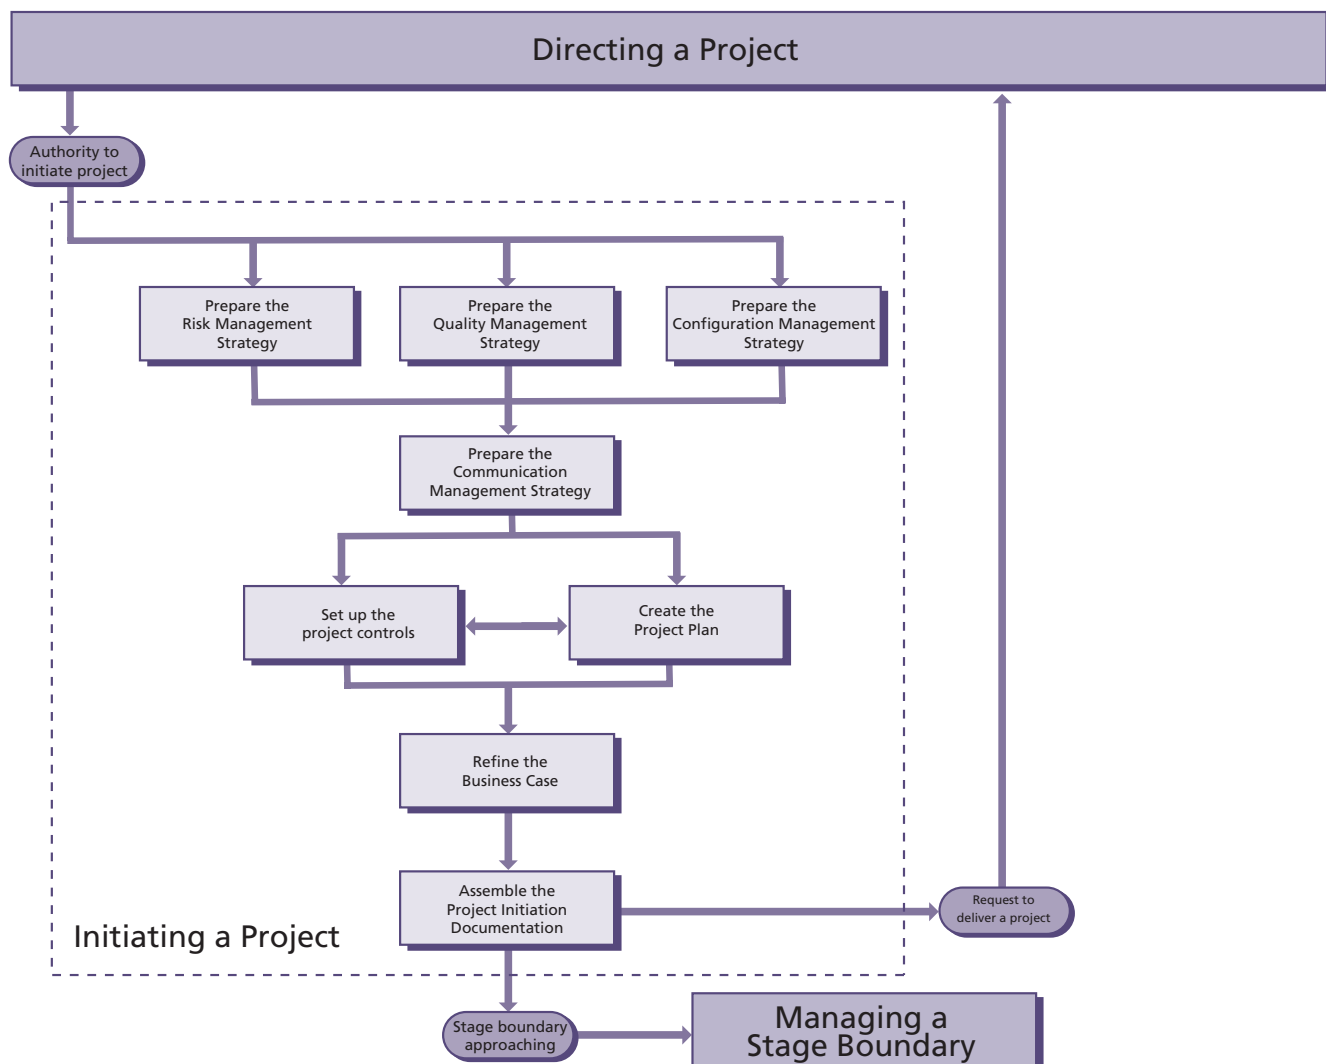 Directing a Project
Authority to
initiate project
Prepare the
Risk Management
Strategy
Prepare the
Quality Management
Strategy
Prepare the
Configuration Management
Strategy
Prepare the
Communication
Management Strategy
Set up the
project controls
Create the
Project Plan
Refine the
Business Case
Assemble the
Project Initiation
Documentation
Request to
deliver a project
Initiating a Project
Stage boundary
approaching
Managing a
Stage Boundary